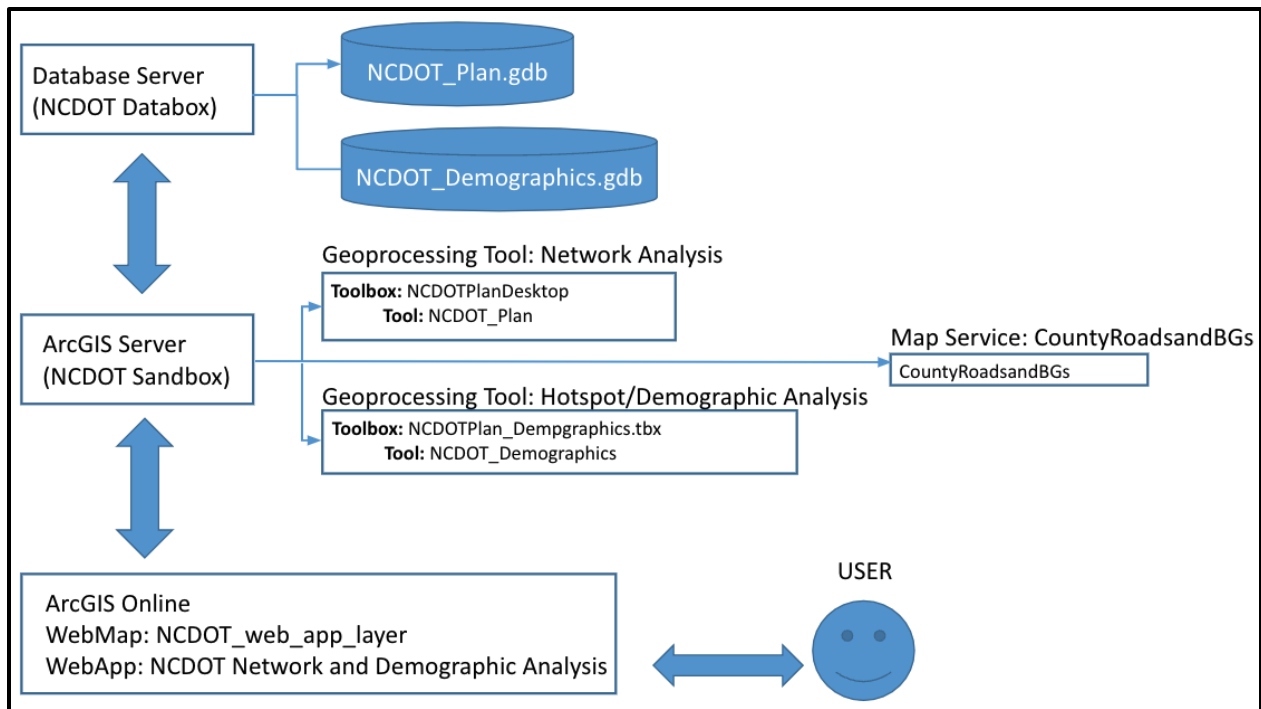 Database Server
(NCDOT Databox)
NCDOT_Plan.gdb
NCDOT_Demographics.gdb
Geoprocessing Tool: Network Analysis
Toolbox: NCDOTPlanDesktop
Tool: NCDOT_Plan
ArcGIS Server
(NCDOT Sandbox)
Map Service: CountyRoadsandBGs
CountyRoadsandBGs
Geoprocessing Tool: Hotspot/Demographic Analysis
Toolbox: NCDOTPlan_Dempgraphics.tbx
Tool: NCDOT_Demographics
ArcGIS Online
WebMap: NCDOT_web_app_layer
WebApp: NCDOT Network and Demographic Analysis
USER